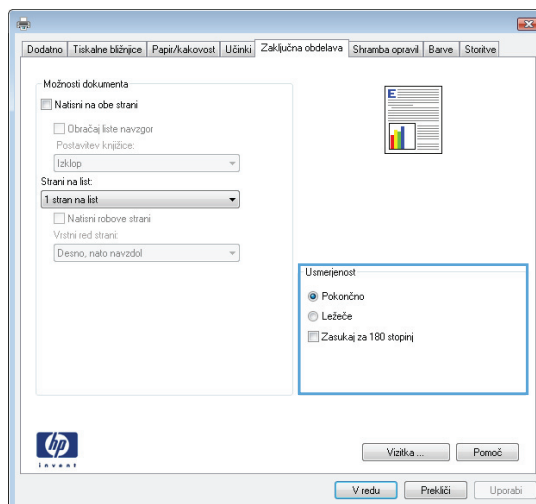 Dodatno Tiskalne bližnjice Papir/kakovost Učinki Zaključna obdelava Shramba opravil Barve Storitve
Možnosti dokumenta
Natisni na obe strani
Obračaj liste navzgor
Postavitev knjižice:
Izklop
Strani na list:
1 stran na list
Natisni robove strani
Vrstni red strani:
Desno, nato navzdol
E
Usmerjenost
Pokončno
Ležeče
Zasukaj za 180 stopinj
hp
invent
Vizitka ... Pomoč
V redu Prekliči Uporabi